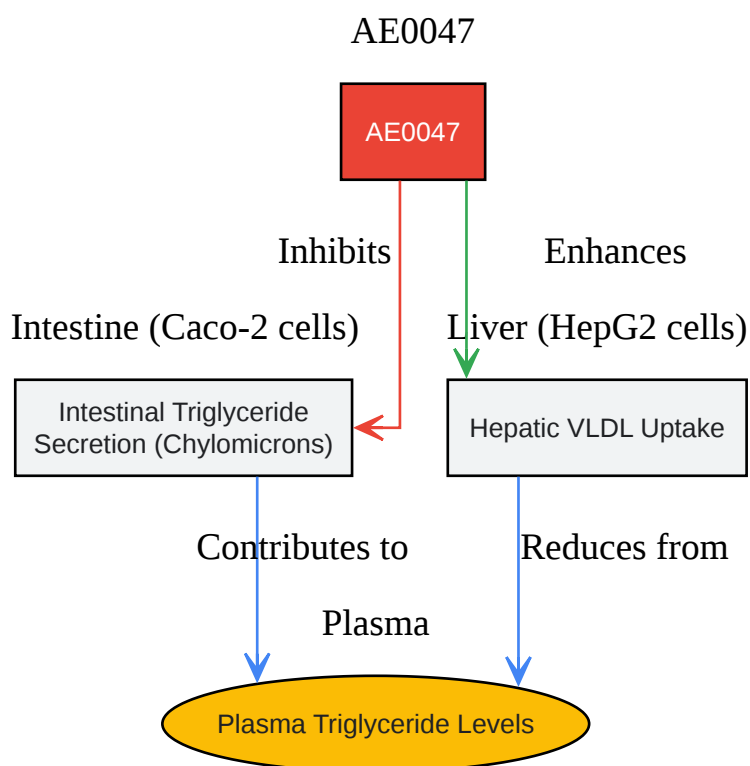 AE0047
AE0047
Inhibits
Enhances
Intestine (Caco-2 cells)
Liver (HepG2 cells)
Intestinal Triglyceride
Secretion (Chylomicrons)
Hepatic VLDL Uptake
Contributes to
Reduces from
Plasma
Plasma Triglyceride Levels